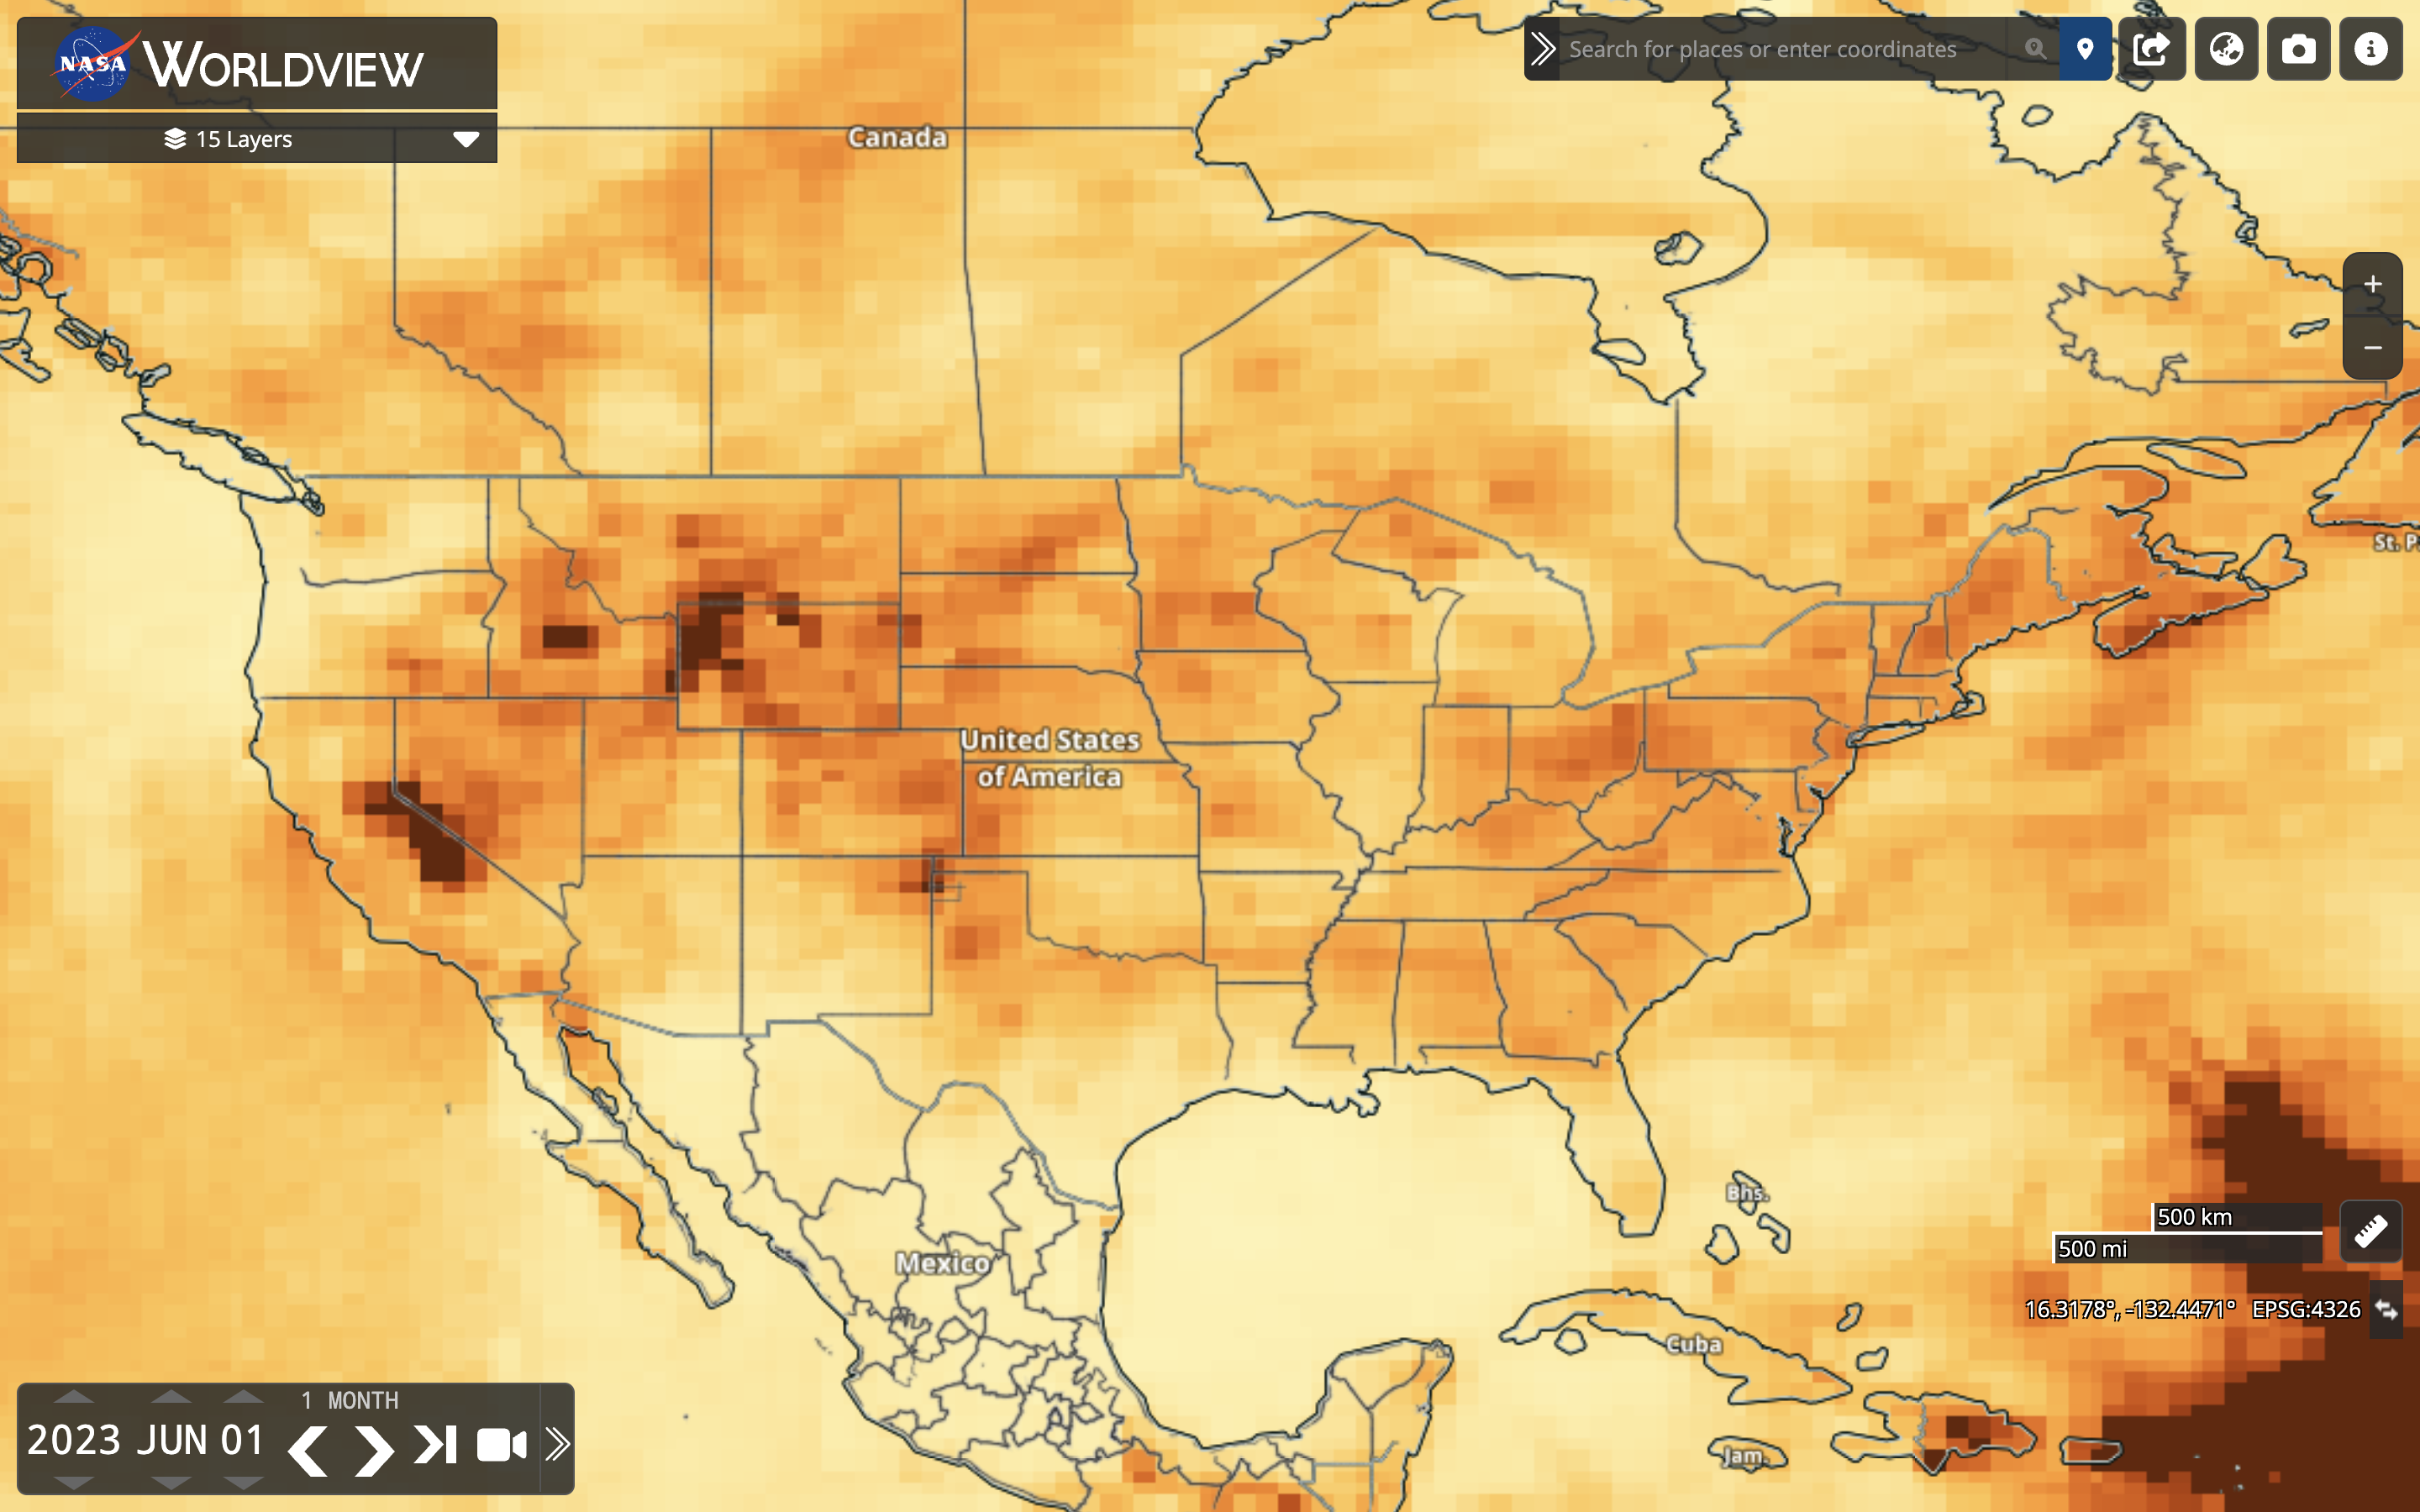 NASA WORLDVIEW
15 Layers
Search for places or enter coordinates
Canada
St. P
United States
of America
Bhs.
500 km
500 mi
Mexico
16.3178°, -132.4471° EPSG:4326
Cuba
Jam.
1 MONTH
2023 JUN 01